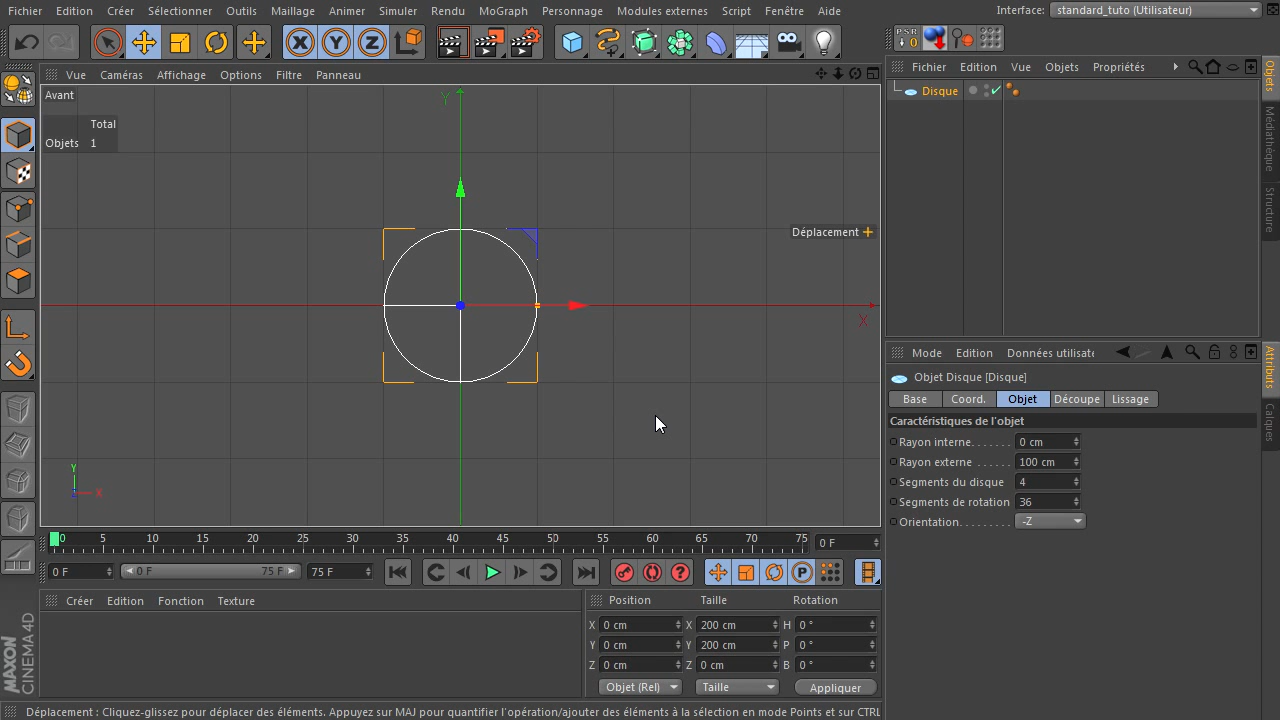 Fichier Edition Créer Sélectionner Outils Maillage Animer Simuler Rendu MoGraph Personnage Modules externes Script Fenêtre Aide Interface: standard_tuto (Utilisateur)
X Y Z PSR 0
Vue Caméras Affichage Options Filtre Panneau
Fichier Edition Vue Objets Propriétés
Avant
Disque
Total
Objets 1
Y
X
Déplacement
Objets
Médiathèque
Structure
Y
X
Z
Mode Edition Données utilisate
Objet Disque [Disque]
Base Coord. Objet Découpe Lissage
Caractéristiques de l'objet
Rayon interne. . . . . . . 0 cm
Rayon externe . . . . . . 100 cm
Segments du disque 4
Segments de rotation 36
Orientation. . . . . . . . . -Z
Attributs
Calques
0 5 10 15 20 25 30 35 40 45 50 55 60 65 70 75 0 F
0 F 0 F 75 F 75 F P
Créer Edition Fonction Texture
Position Taille Rotation
X 0 cm X 200 cm H 0 °
Y 0 cm Y 200 cm P 0 °
Z 0 cm Z 0 cm B 0 °
Objet (Rel) Taille Appliquer
MAXON
CINEMA 4D
Déplacement : Cliquez-glissez pour déplacer des éléments. Appuyez sur MAJ pour quantifier l'opération/ajouter des éléments à la sélection en mode Points et sur CTRL